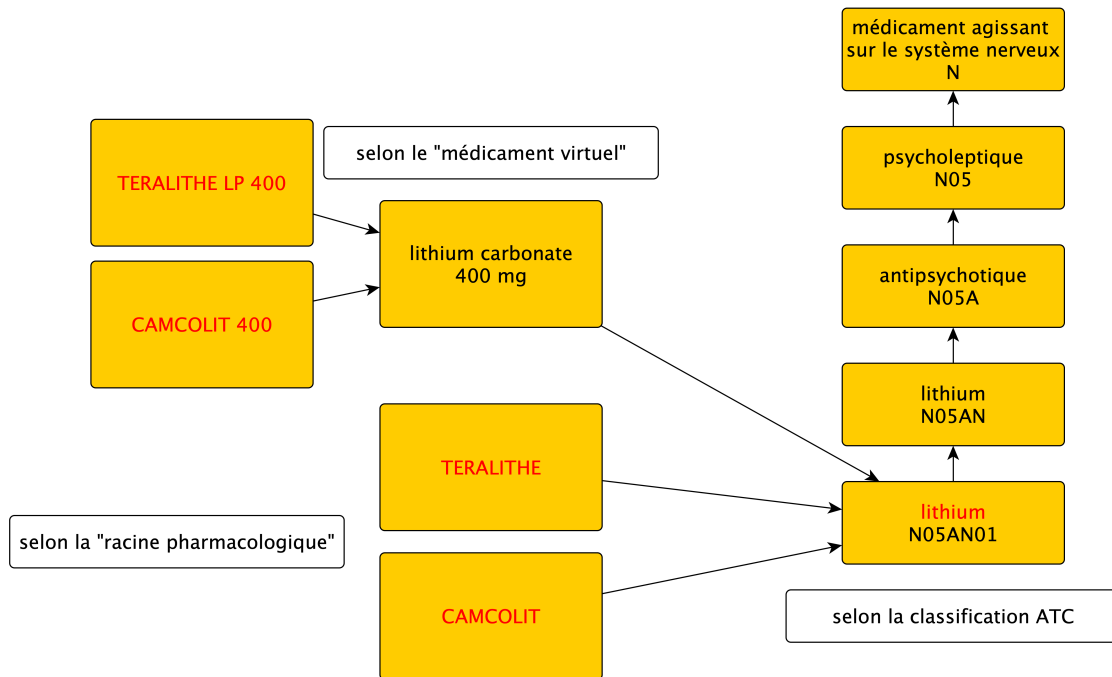 médicament agissant
sur le système nerveux
N
selon le "médicament virtuel"
psycholeptique
N05
TERALITHE LP 400
lithium carbonate
400 mg
antipsychotique
N05A
CAMCOLIT 400
lithium
N05AN
TERALITHE
lithium
N05AN01
selon la "racine pharmacologique"
CAMCOLIT
selon la classification ATC